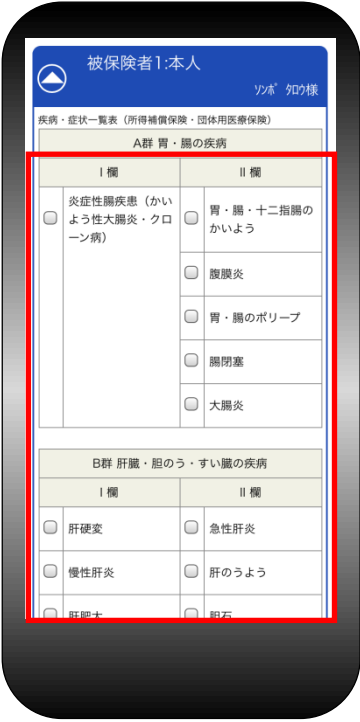 被保険者1:本人
ｿﾝﾎﾟ ﾀﾛｳ様
疾病・症状一覧表（所得補償保険・団体用医療保険）
A群 胃・腸の疾病
I 欄
II 欄
炎症性腸疾患（かい
よう性大腸炎・クロ
ーン病）
胃・腸・十二指腸の
かいよう
腹膜炎
胃・腸のポリープ
腸閉塞
大腸炎
B群 肝臓・胆のう・すい臓の疾病
I 欄
II 欄
肝硬変
急性肝炎
慢性肝炎
肝のうよう
肝肥大
胆石